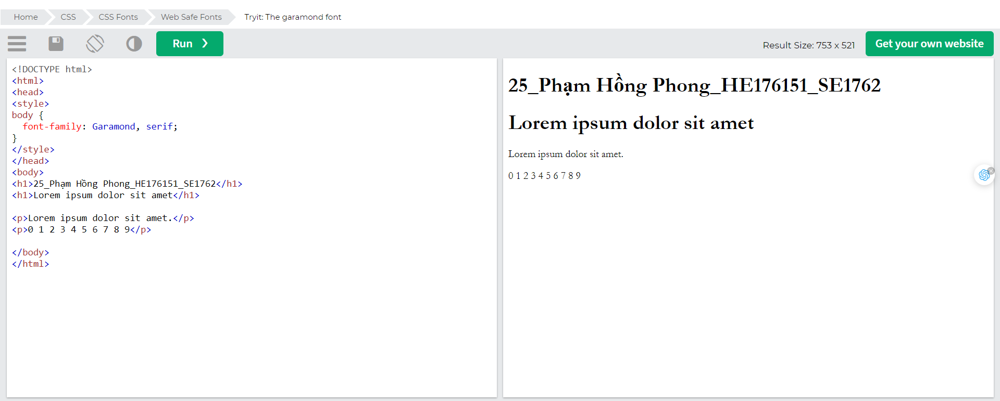 Home CSS CSS Fonts Web Safe Fonts Tryit: The garamond font
Run ❯ Result Size: 753 x 521 Get your own website
<!DOCTYPE html>
<html>
<head>
<style>
body {
  font-family: Garamond, serif;
}
</style>
</head>
<body>
<h1>25_Phạm Hồng Phong_HE176151_SE1762</h1>
<h1>Lorem ipsum dolor sit amet</h1>

<p>Lorem ipsum dolor sit amet.</p>
<p>0 1 2 3 4 5 6 7 8 9</p>

</body>
</html>
25_Phạm Hồng Phong_HE176151_SE1762
Lorem ipsum dolor sit amet
Lorem ipsum dolor sit amet.
0 1 2 3 4 5 6 7 8 9